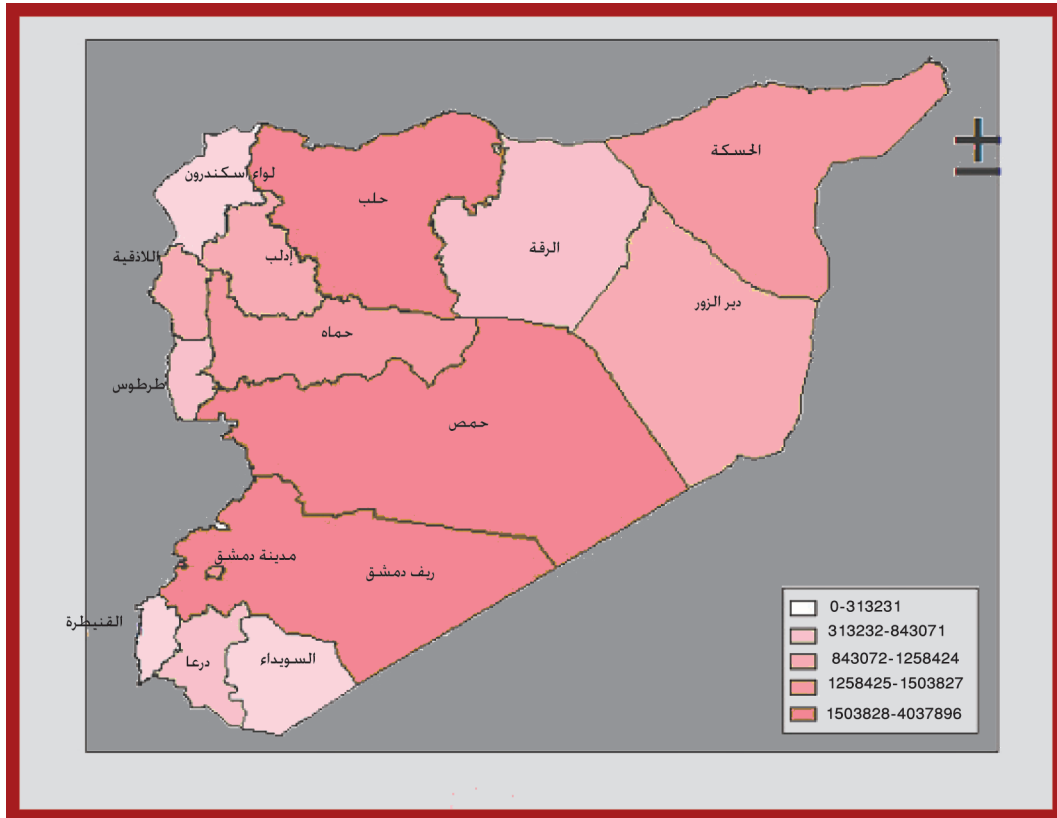 الحسكة
لواء اسكندرون
حلب
الرقة
اللاذقية
إدلب
دير الزور
حماه
طرطوس
حمص
مدينة دمشق
ريف دمشق
القنيطرة
درعا
السويداء
0-313231
313232-843071
843072-1258424
1258425-1503827
1503828-4037896